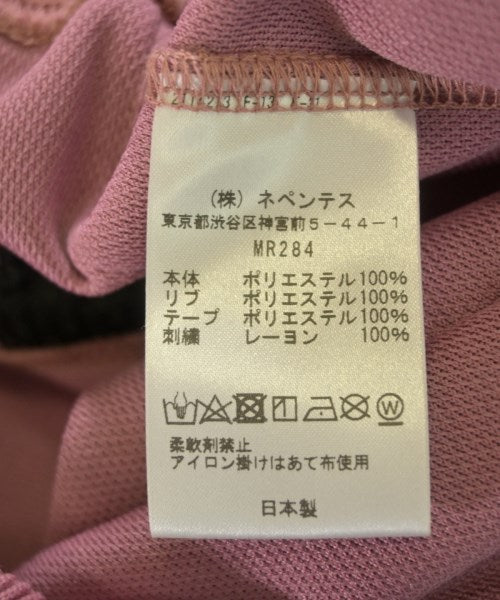 （株）ネペンテス
東京都渋谷区神宮前５－４４－１
MR284
本体 ポリエステル100%
リブ ポリエステル100%
テープ ポリエステル100%
刺繍 レーヨン 100%
W
柔軟剤禁止
アイロン掛けはあて布使用
日本製